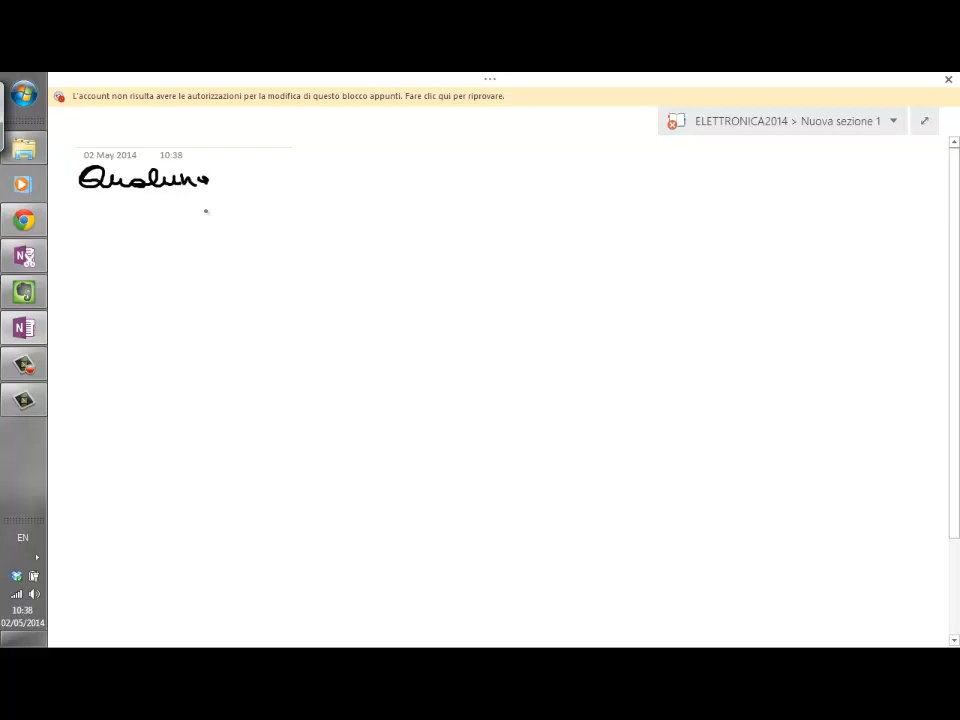 L'account non risulta avere le autorizzazioni per la modifica di questo blocco appunti. Fare clic qui per riprovare.
ELETTRONICA2014 > Nuova sezione 1
02 May 2014 10:38
EN
10:38
02/05/2014